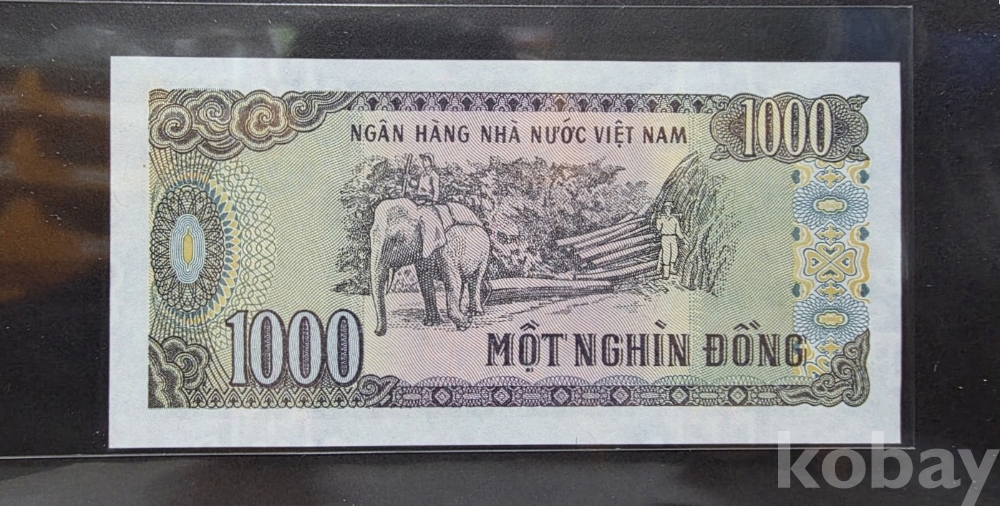 NGÂN HÀNG NHÀ NƯỚC VIỆT NAM
1000
1000
MỘT NGHÌN ĐỒNG
kobay